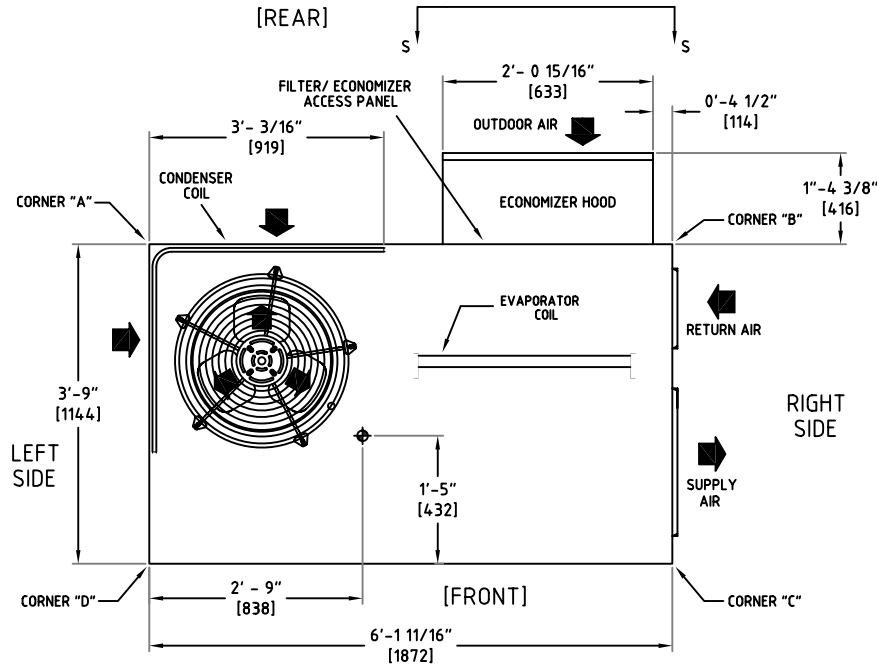 [REAR]
S
S
2'- 0 15/16"
[633]
FILTER/ ECONOMIZER
ACCESS PANEL
0'-4 1/2"
[114]
OUTDOOR AIR
3'- 3/16"
[919]
CONDENSER
COIL
1"-4 3/8"
[416]
CORNER "A"
ECONOMIZER HOOD
CORNER "B"
EVAPORATOR
COIL
RETURN AIR
3'-9"
[1144]
RIGHT
SIDE
LEFT
SIDE
1'-5"
[432]
SUPPLY
AIR
2' - 9"
[838]
CORNER "D"
[FRONT]
CORNER "C"
6'-1 11/16"
[1872]